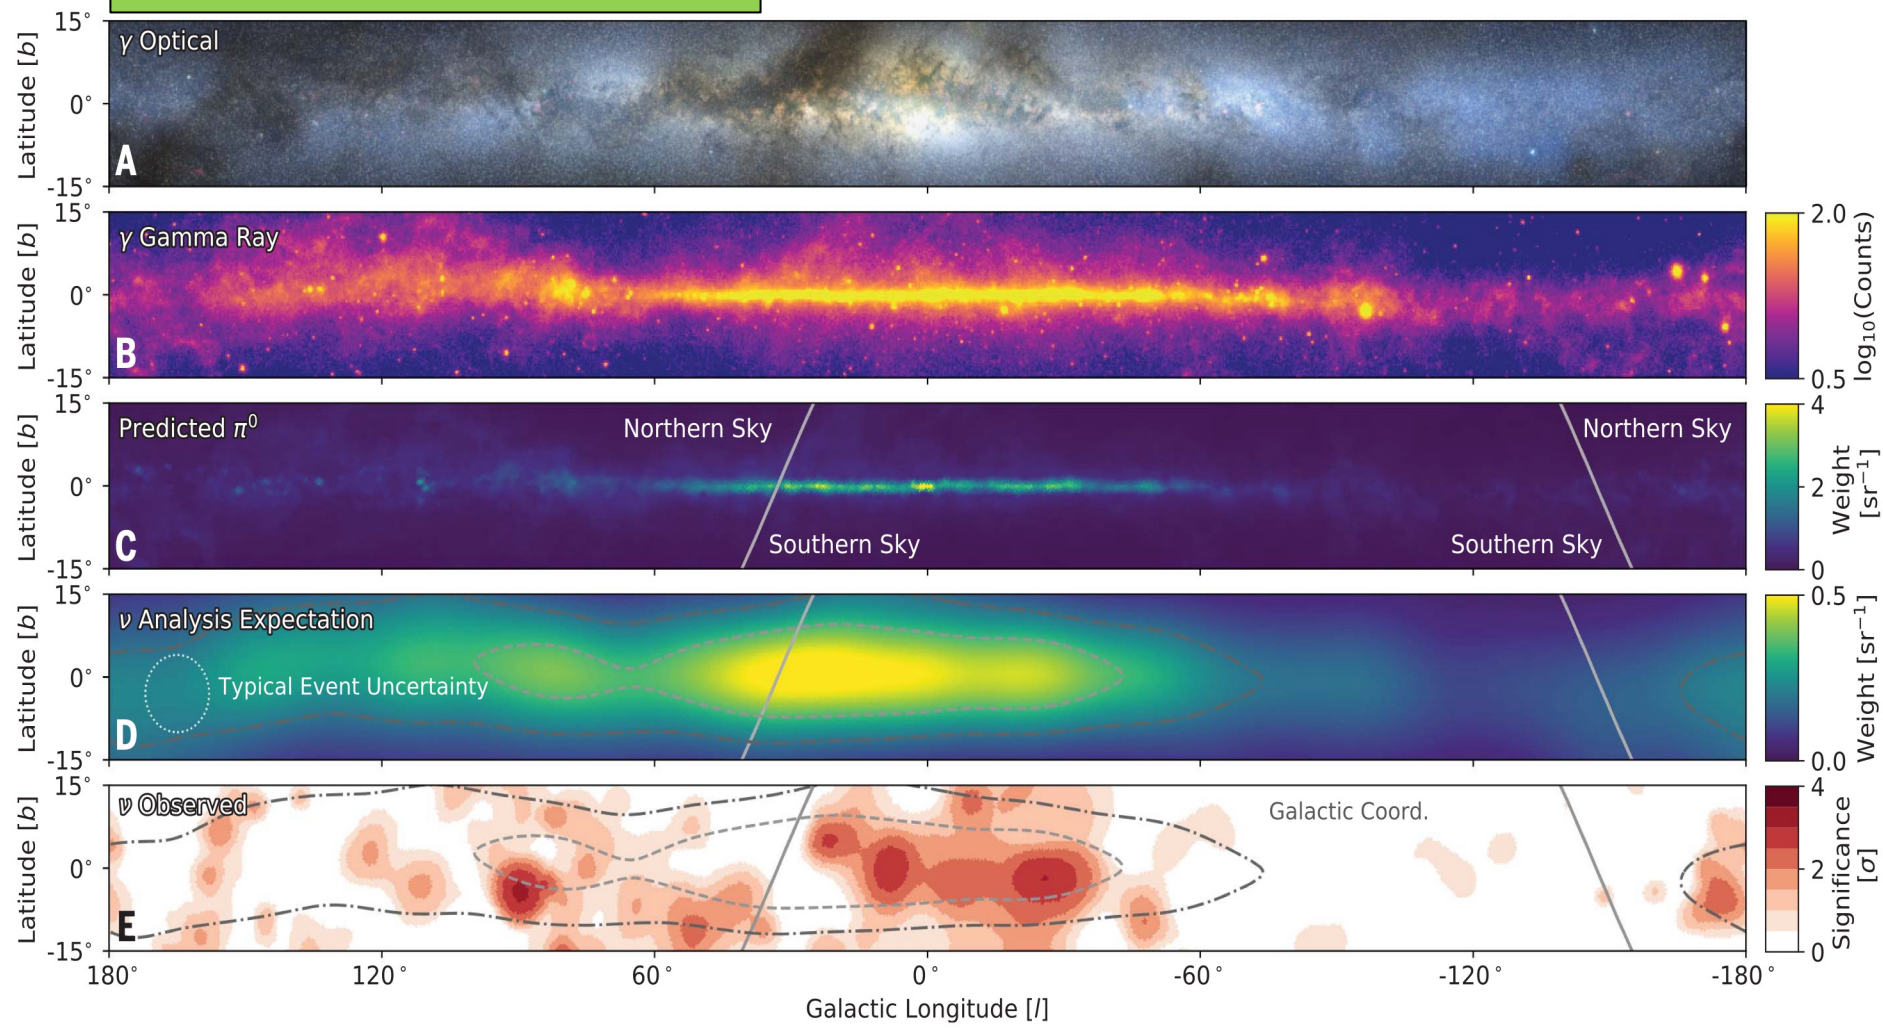 15°
γ Optical
Latitude [b]
0°
A
-15°
15°
γ Gamma Ray
Latitude [b]
0°
B
-15°
2.0
log₁₀(Counts)
0.5
15°
Predicted π⁰
Northern Sky
Northern Sky
Latitude [b]
0°
C
Southern Sky
Southern Sky
-15°
4
Weight
[sr⁻¹]
2
0
15°
ν Analysis Expectation
Latitude [b]
0°
Typical Event Uncertainty
D
-15°
0.5
Weight [sr⁻¹]
0.0
15°
ν Observed
Galactic Coord.
Latitude [b]
0°
E
-15°
4
Significance
[σ]
2
0
180° 120° 60° 0° -60° -120° -180°
Galactic Longitude [l]